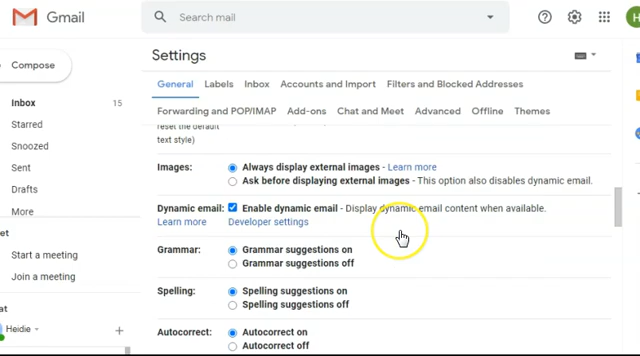 Gmail
Search mail
H
Settings
Compose
General Labels Inbox Accounts and Import Filters and Blocked Addresses
Inbox 15
Forwarding and POP/IMAP Add-ons Chat and Meet Advanced Offline Themes
Starred
reset the default
text style)
Snoozed
Sent
Images: Always display external images - Learn more
Ask before displaying external images - This option also disables dynamic email.
Drafts
More
Dynamic email: Enable dynamic email - Display dynamic email content when available.
Learn more Developer settings
et
Start a meeting
Grammar: Grammar suggestions on
Grammar suggestions off
Join a meeting
Spelling: Spelling suggestions on
Spelling suggestions off
at
Heidie
Autocorrect: Autocorrect on
Autocorrect off